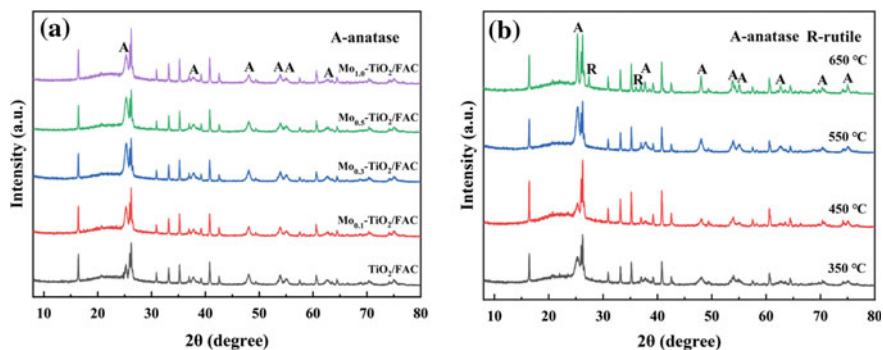 (a)
A-anatase
A
A
A
A A
A
Mo1.0-TiO2/FAC
Mo0.5-TiO2/FAC
Mo0.3-TiO2/FAC
Mo0.1-TiO2/FAC
TiO2/FAC
Intensity (a.u.)
10 20 30 40 50 60 70 80
2θ (degree)
(b)
A-anatase R-rutile
A
R
R
A
A
A
A
A
A
A
650 °C
550 °C
450 °C
350 °C
Intensity (a.u.)
10 20 30 40 50 60 70 80
2θ (degree)